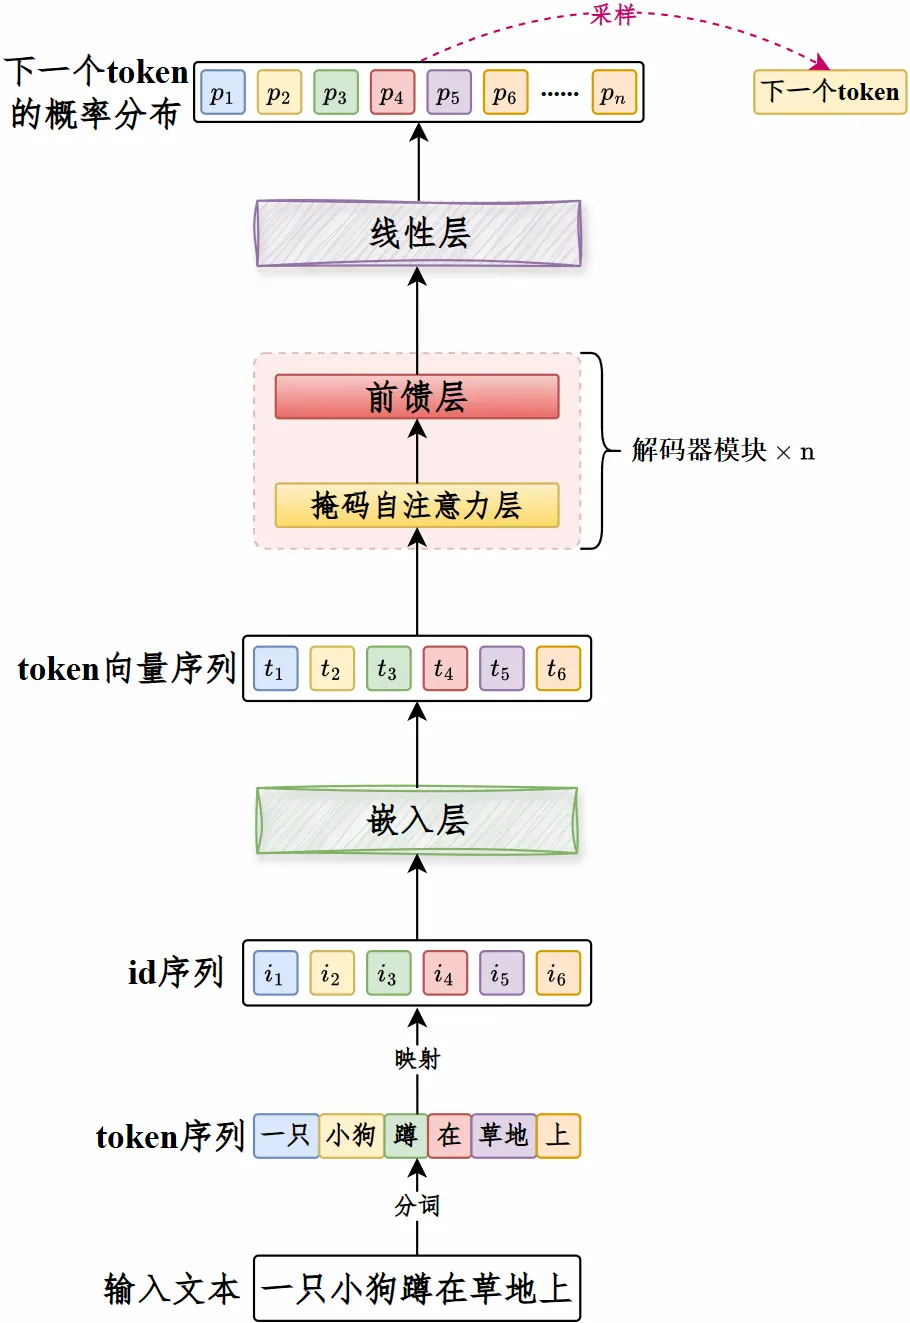 采样
下一个token
的概率分布
p1 p2 p3 p4 p5 p6 ...... pn
下一个token
线性层
前馈层
掩码自注意力层
解码器模块 × n
token向量序列
t1 t2 t3 t4 t5 t6
嵌入层
id序列
i1 i2 i3 i4 i5 i6
映射
token序列
一只 小狗 蹲 在 草地 上
分词
输入文本
一只小狗蹲在草地上